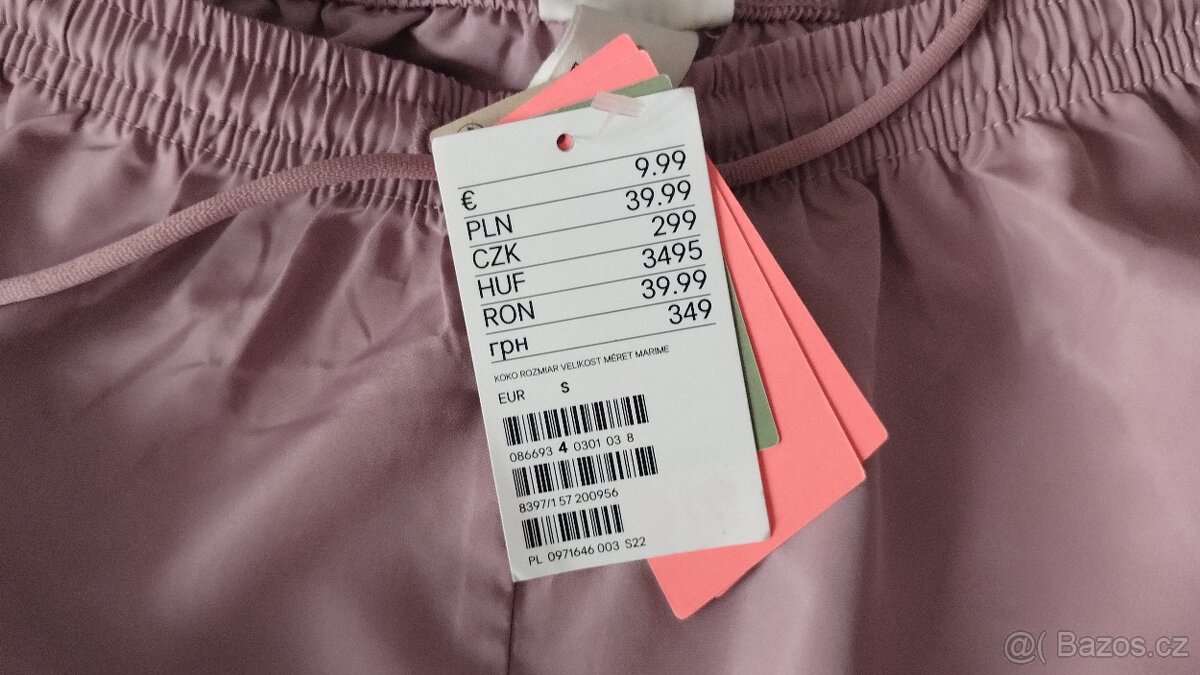 € 9.99
PLN 39.99
CZK 299
HUF 3495
RON 39.99
грн 349
KOKO ROZMIAR VELIKOST MÉRET MARIME
EUR S
086693 4 0301 03 8
8397/1 57 200956
PL 0971646 003 S22
@( Bazos.cz